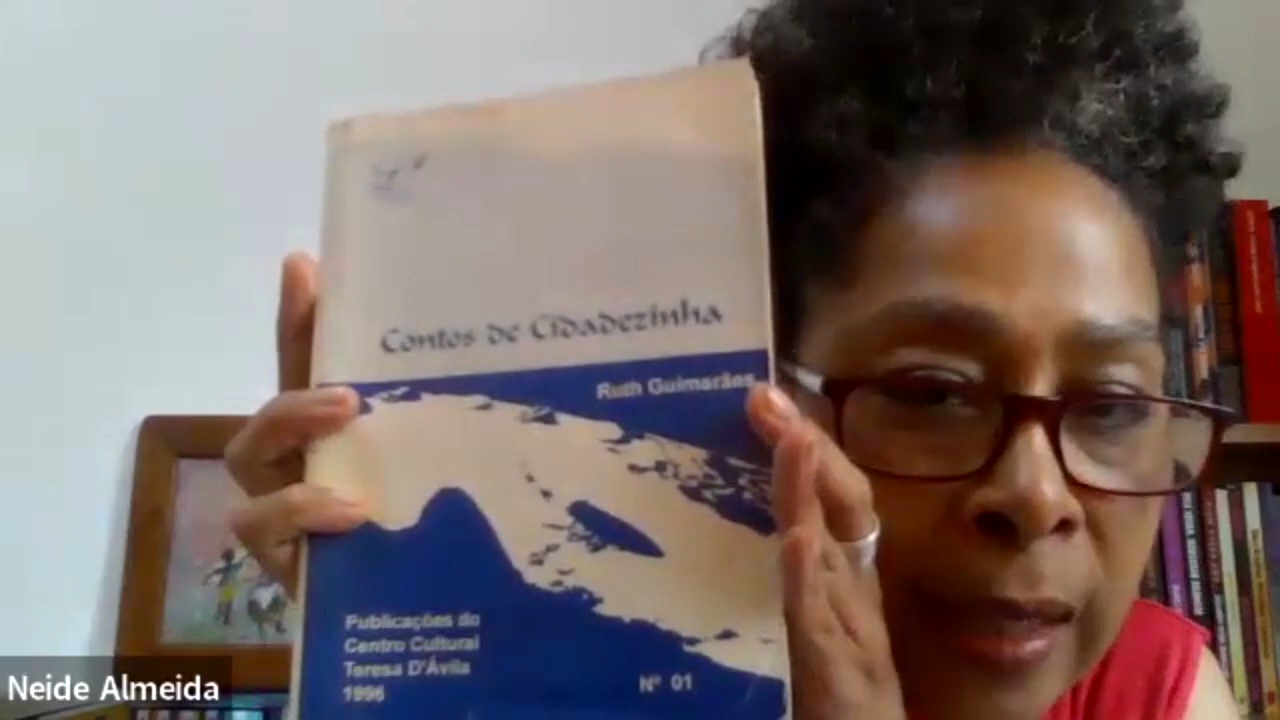 Contos de Cidadezinha
Ruth Guimarães
Publicações do
Centro Cultural
Teresa D'Ávila
1996
Nº 01
Neide Almeida